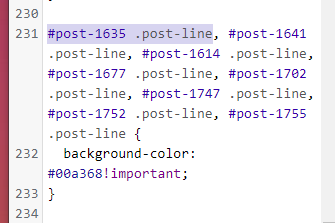 230
231 #post-1635 .post-line, #post-1641
.post-line, #post-1614 .post-line,
#post-1677 .post-line, #post-1702
.post-line, #post-1747 .post-line,
#post-1752 .post-line, #post-1755
.post-line {
232 background-color:
#00a368!important;
233 }
234